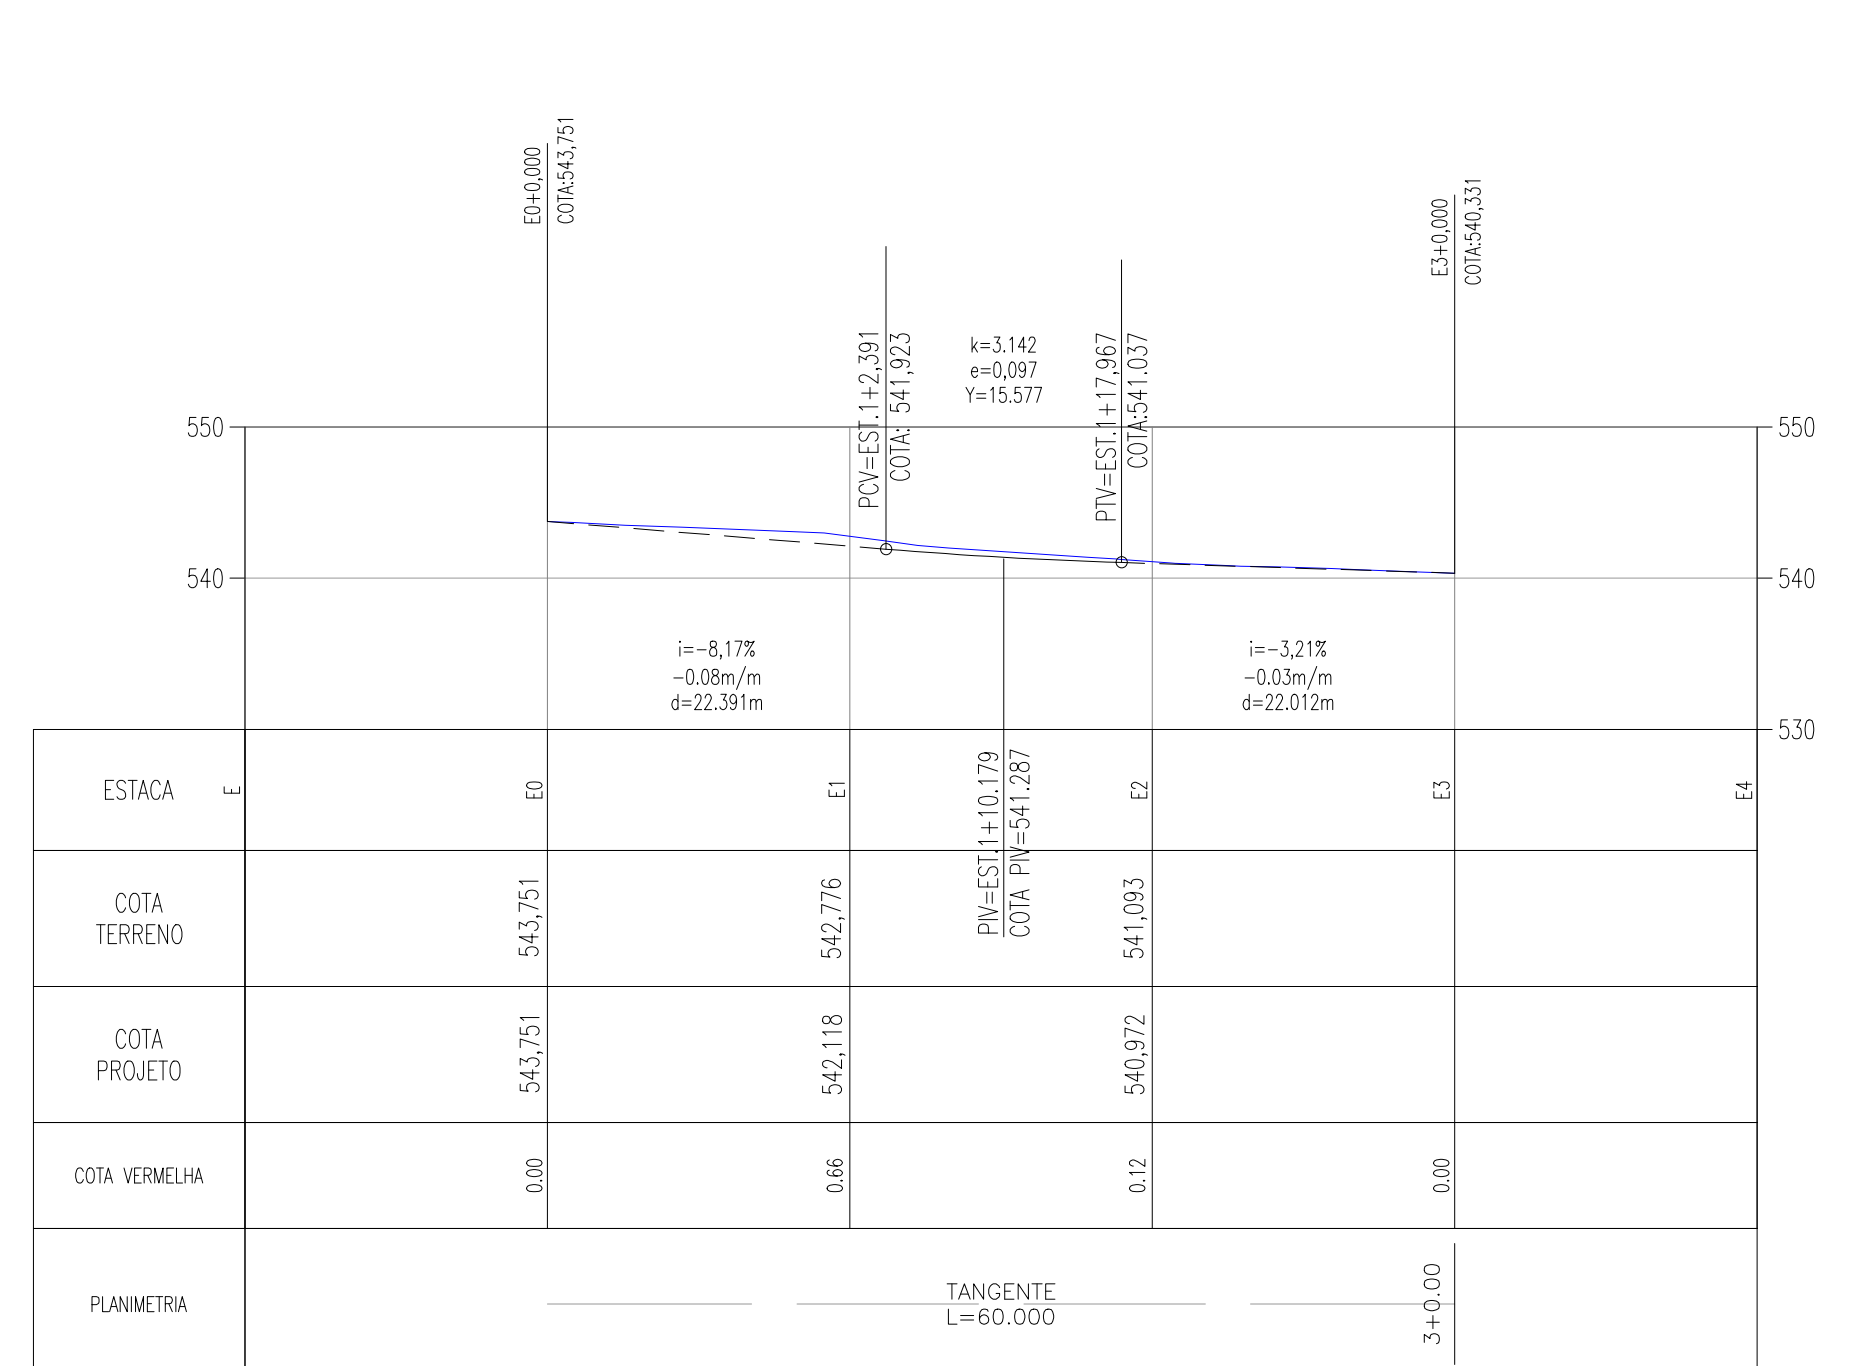 E0+0,000
COTA:543,751
E3+0,000
COTA:540,331
PCV=EST.1+2,391
COTA: 541,923
k=3.142
e=0,097
Y=15.577
PTV=EST.1+17,967
COTA:541.037
550
550
540
540
i=-8,17%
-0.08m/m
d=22.391m
i=-3,21%
-0.03m/m
d=22.012m
530
PIV=EST.1+10.179
COTA PIV=541.287
ESTACA
E
E0
E1
E2
E3
E4
COTA
TERRENO
543,751
542,776
541,093
COTA
PROJETO
543,751
542,118
540,972
COTA VERMELHA
0.00
0.66
0.12
0.00
PLANIMETRIA
TANGENTE
L=60.000
3+0.00